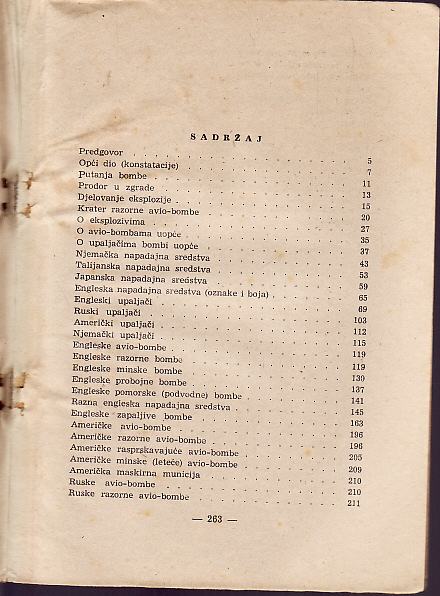 SADRŽAJ
Predgovor . . . . . 5
Opći dio (konstatacije) . . . . . 7
Putanja bombe . . . . . 11
Prodor u zgrade . . . . . 13
Djelovanje eksplozije . . . . . 15
Krater razorne avio-bombe . . . . . 20
O eksplozivima . . . . . 27
O avio-bombama uopće . . . . . 35
O upaljačima bombi uopće . . . . . 37
Njemačka napadajna sredstva . . . . . 43
Talijanska napadajna sredstva . . . . . 53
Japanska napadajna sredstva . . . . . 59
Engleska napadajna sredstva (oznake i boja) . . . . . 65
Engleski upaljači . . . . . 69
Ruski upaljači . . . . . 103
Američki upaljači . . . . . 112
Njemački upaljači . . . . . 115
Engleske avio-bombe . . . . . 119
Engleske razorne bombe . . . . . 119
Engleske minske bombe . . . . . 130
Engleske probojne bombe . . . . . 137
Engleske pomorske (podvodne) bombe . . . . . 141
Razna engleska napadajna sredstva . . . . . 145
Engleske zapaljive bombe . . . . . 163
Američke avio-bombe . . . . . 196
Američke razorne avio-bombe . . . . . 196
Američke rasprskavajuće avio-bombe . . . . . 205
Američke minske (leteće) avio-bombe . . . . . 209
Američka maskirna municija . . . . . 210
Ruske avio-bombe . . . . . 210
Ruske razorne avio-bombe . . . . . 211
— 263 —